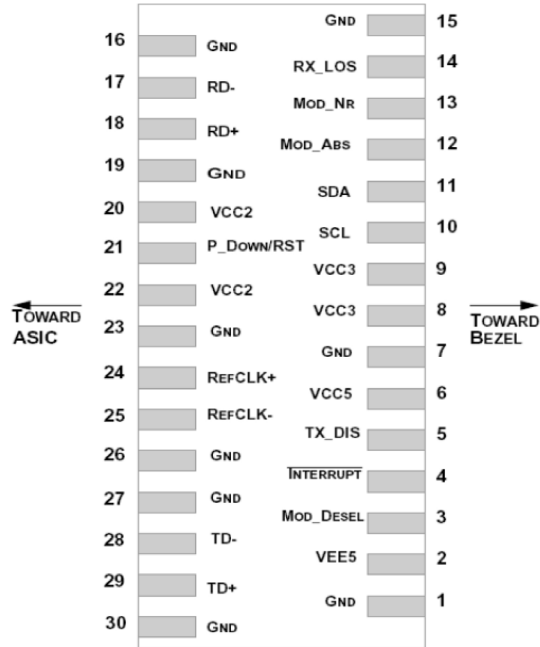 GND 15
16 GND
RX_LOS 14
17 RD-
MOD_NR 13
18 RD+
MOD_ABS 12
19 GND
SDA 11
20 VCC2
SCL 10
21 P_DOWN/RST
VCC3 9
22 VCC2
VCC3 8
TOWARD
ASIC
TOWARD
BEZEL
23 GND
GND 7
24 REFCLK+
VCC5 6
25 REFCLK-
TX_DIS 5
26 GND
INTERRUPT 4
27 GND
MOD_DESEL 3
28 TD-
VEE5 2
29 TD+
GND 1
30 GND